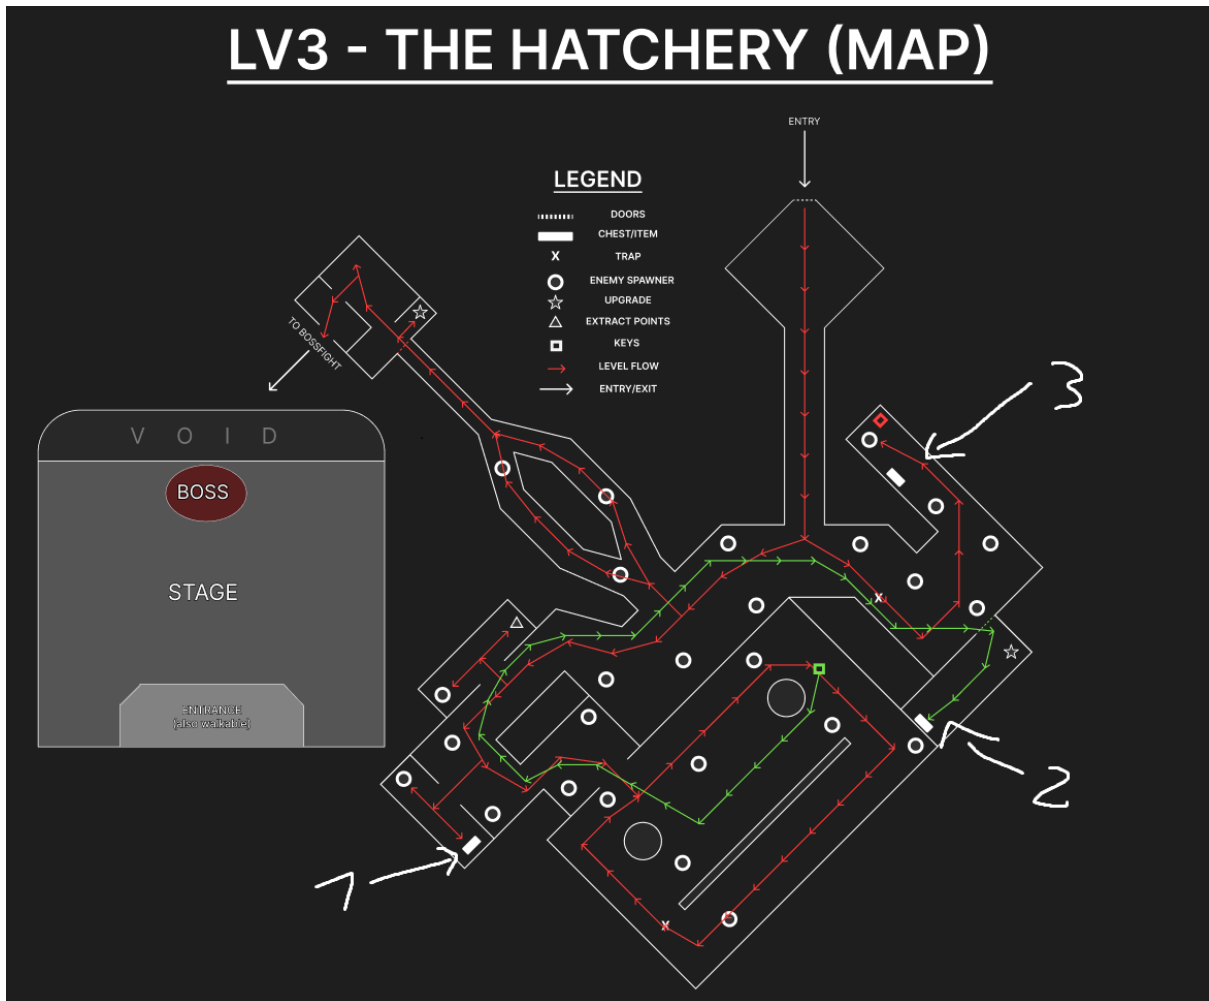 LV3 - THE HATCHERY (MAP)
ENTRY
LEGEND
DOORS
CHEST/ITEM
X TRAP
ENEMY SPAWNER
UPGRADE
EXTRACT POINTS
KEYS
LEVEL FLOW
ENTRY/EXIT
TO BOSSFIGHT
3
VOID
BOSS
STAGE
X
ENTRANCE
(also walkable)
2
1
X